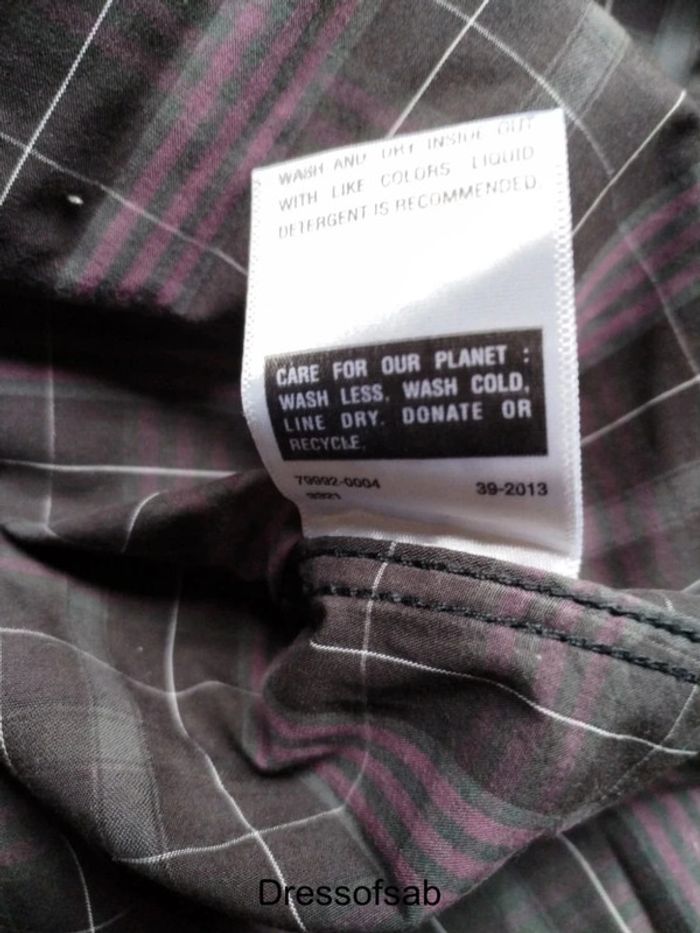 WASH AND DRY INSIDE OUT
WITH LIKE COLORS LIQUID
DETERGENT IS RECOMMENDED.
CARE FOR OUR PLANET :
WASH LESS, WASH COLD,
LINE DRY. DONATE OR
RECYCLE.
79992-0004 39-2013
Dressofsab